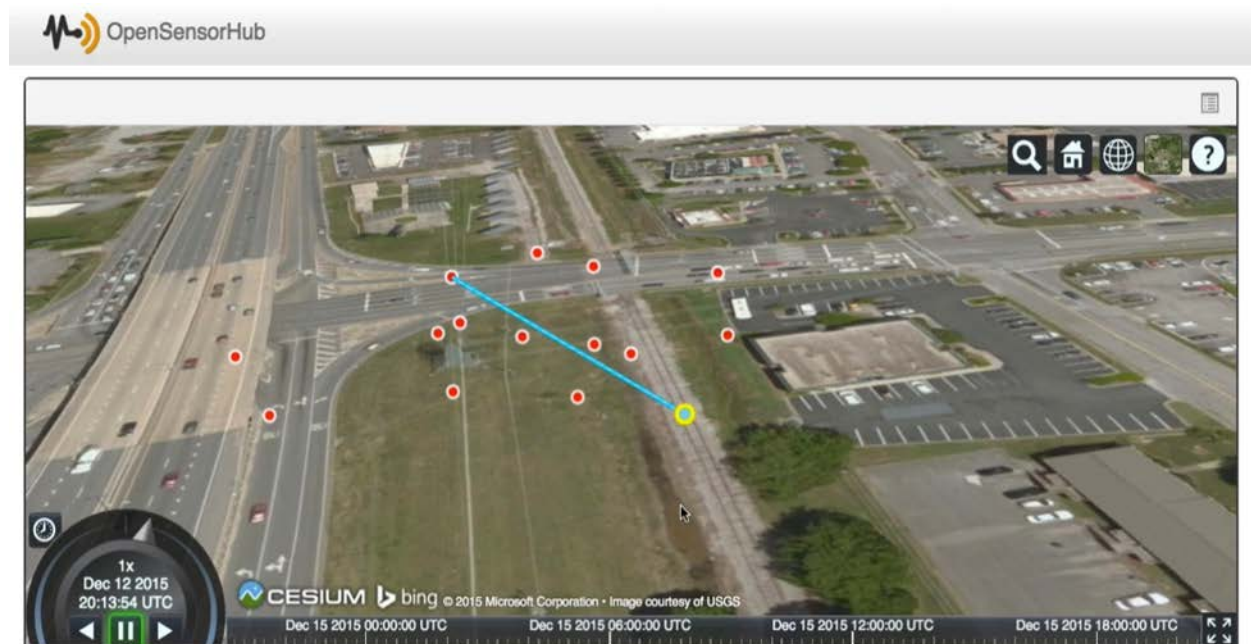 OpenSensorHub
?
1x
Dec 12 2015
20:13:54 UTC
CESIUM bing © 2015 Microsoft Corporation • Image courtesy of USGS
Dec 15 2015 00:00:00 UTC Dec 15 2015 06:00:00 UTC Dec 15 2015 12:00:00 UTC Dec 15 2015 18:00:00 UTC